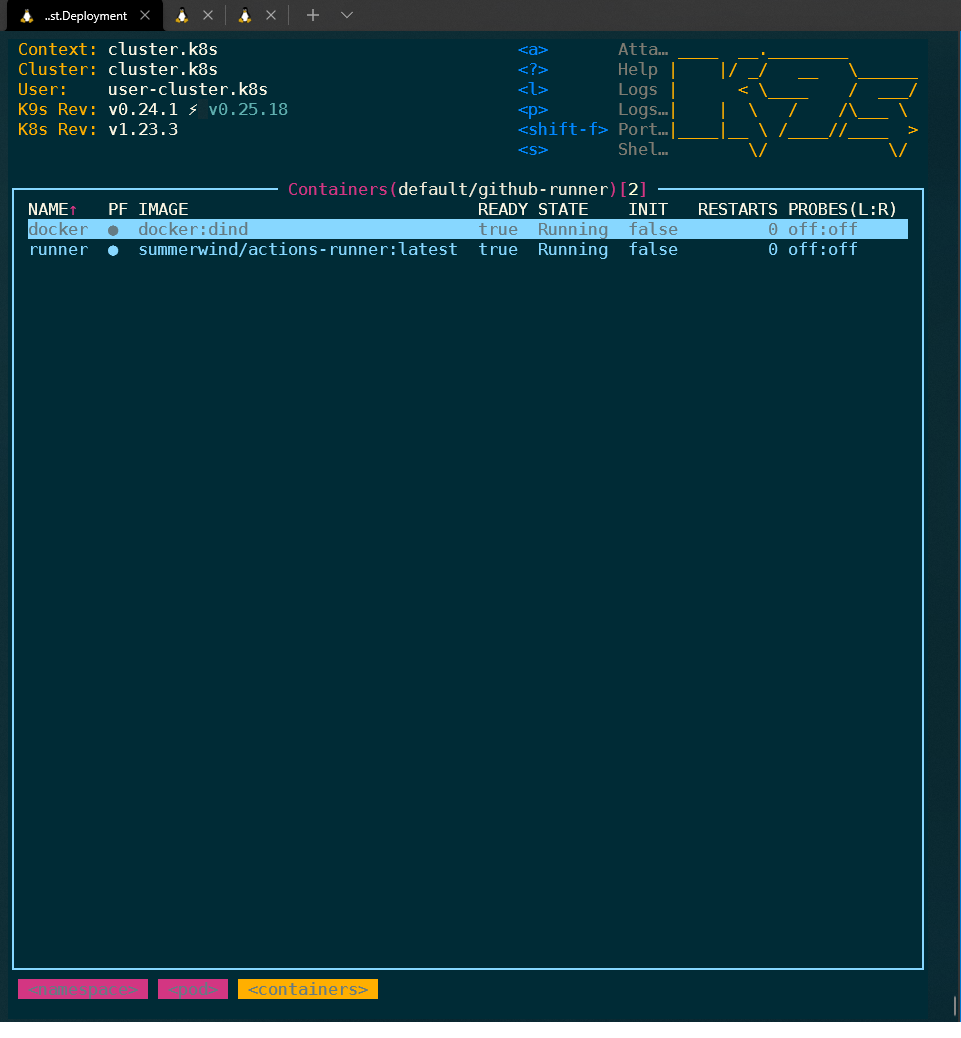 ..st.Deployment
Context: cluster.k8s <a> Atta…
Cluster: cluster.k8s <?> Help
User: user-cluster.k8s <l> Logs
K9s Rev: v0.24.1 ⚡ v0.25.18 <p> Logs…
K8s Rev: v1.23.3 <shift-f> Port…
<s> Shel…
Containers(default/github-runner)[2]
NAME↑ PF IMAGE READY STATE INIT RESTARTS PROBES(L:R)
docker ● docker:dind true Running false 0 off:off
runner ● summerwind/actions-runner:latest true Running false 0 off:off
<namespace> <pod> <containers>